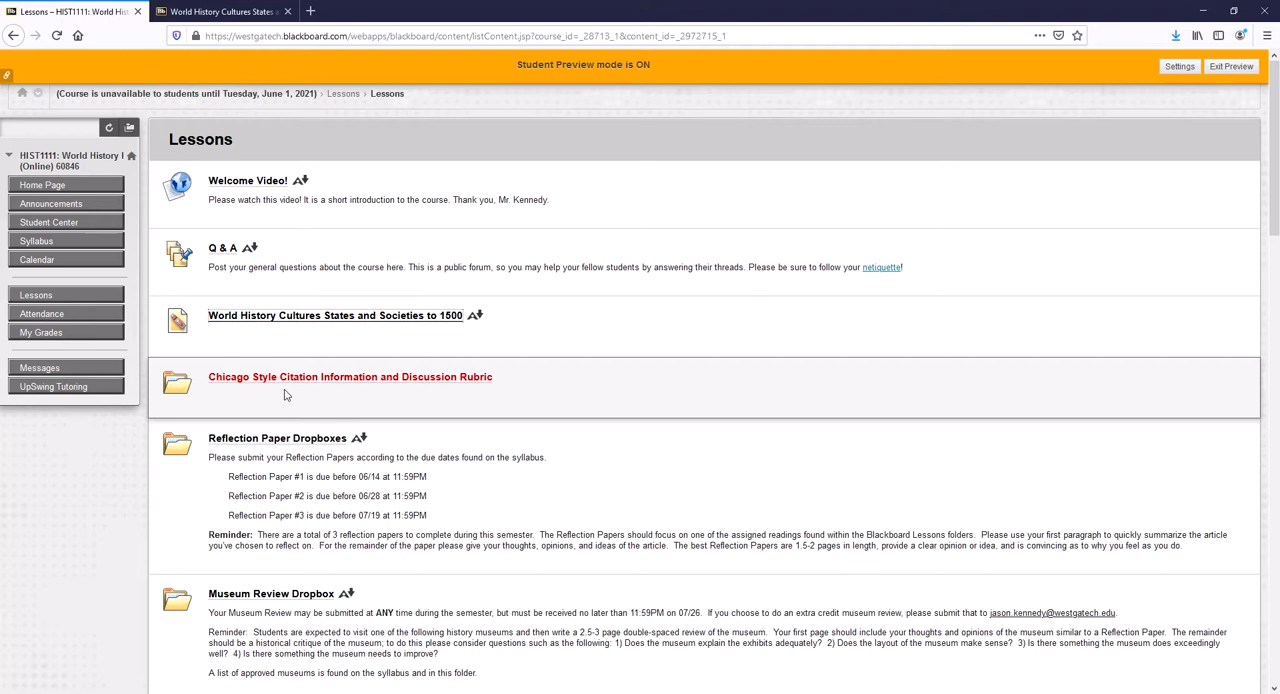 Lessons – HIST1111: World Hist
World History Cultures States a
https://westgatech.blackboard.com/webapps/blackboard/content/listContent.jsp?course_id=_28713_1&content_id=_2972715_1
Student Preview mode is ON
Settings
Exit Preview
(Course is unavailable to students until Tuesday, June 1, 2021) > Lessons > Lessons
HIST1111: World History I
(Online) 60846
Home Page
Announcements
Student Center
Syllabus
Calendar
Lessons
Attendance
My Grades
Messages
UpSwing Tutoring
Lessons
Welcome Video!
Please watch this video! It is a short introduction to the course. Thank you, Mr. Kennedy.
Q & A
Post your general questions about the course here. This is a public forum, so you may help your fellow students by answering their threads. Please be sure to follow your netiquette!
World History Cultures States and Societies to 1500
Chicago Style Citation Information and Discussion Rubric
Reflection Paper Dropboxes
Please submit your Reflection Papers according to the due dates found on the syllabus.
Reflection Paper #1 is due before 06/14 at 11:59PM
Reflection Paper #2 is due before 06/28 at 11:59PM
Reflection Paper #3 is due before 07/19 at 11:59PM
Reminder: There are a total of 3 reflection papers to complete during this semester. The Reflection Papers should focus on one of the assigned readings found within the Blackboard Lessons folders. Please use your first paragraph to quickly summarize the article
you've chosen to reflect on. For the remainder of the paper please give your thoughts, opinions, and ideas of the article. The best Reflection Papers are 1.5-2 pages in length, provide a clear opinion or idea, and is convincing as to why you feel as you do.
Museum Review Dropbox
Your Museum Review may be submitted at ANY time during the semester, but must be received no later than 11:59PM on 07/26. If you choose to do an extra credit museum review, please submit that to jason.kennedy@westgatech.edu.
Reminder: Students are expected to visit one of the following history museums and then write a 2.5-3 page double-spaced review of the museum. Your first page should include your thoughts and opinions of the museum similar to a Reflection Paper. The remainder
should be a historical critique of the museum; to do this please consider questions such as the following: 1) Does the museum explain the exhibits adequately? 2) Does the layout of the museum make sense? 3) Is there something the museum does exceedingly
well? 4) Is there something the museum needs to improve?
A list of approved museums is found on the syllabus and in this folder.